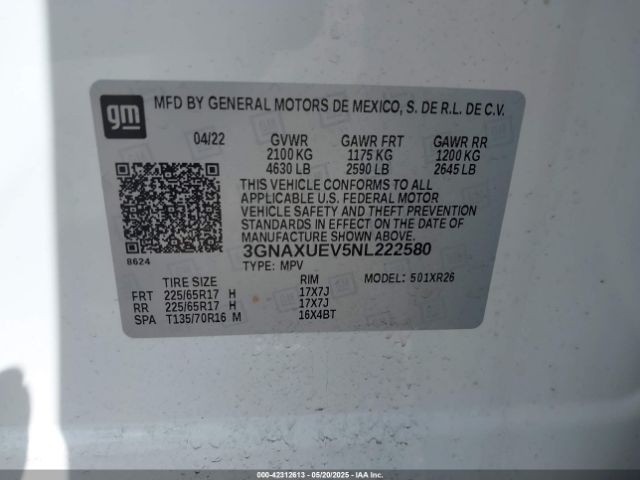 gm
MFD BY GENERAL MOTORS DE MEXICO, S. DE R.L. DE C.V.
04/22 GVWR GAWR FRT GAWR RR
2100 KG 1175 KG 1200 KG
4630 LB 2590 LB 2645 LB
THIS VEHICLE CONFORMS TO ALL
APPLICABLE U.S. FEDERAL MOTOR
VEHICLE SAFETY AND THEFT PREVENTION
STANDARDS IN EFFECT ON THE DATE OF
MANUFACTURE SHOWN ABOVE.
8624
3GNAXUEV5NL222580
TYPE: MPV
TIRE SIZE RIM MODEL: 501XR26
FRT 225/65R17 H 17X7J
RR 225/65R17 H 17X7J
SPA T135/70R16 M 16X4BT
000-42312613 - 05/20/2025 - IAA Inc.